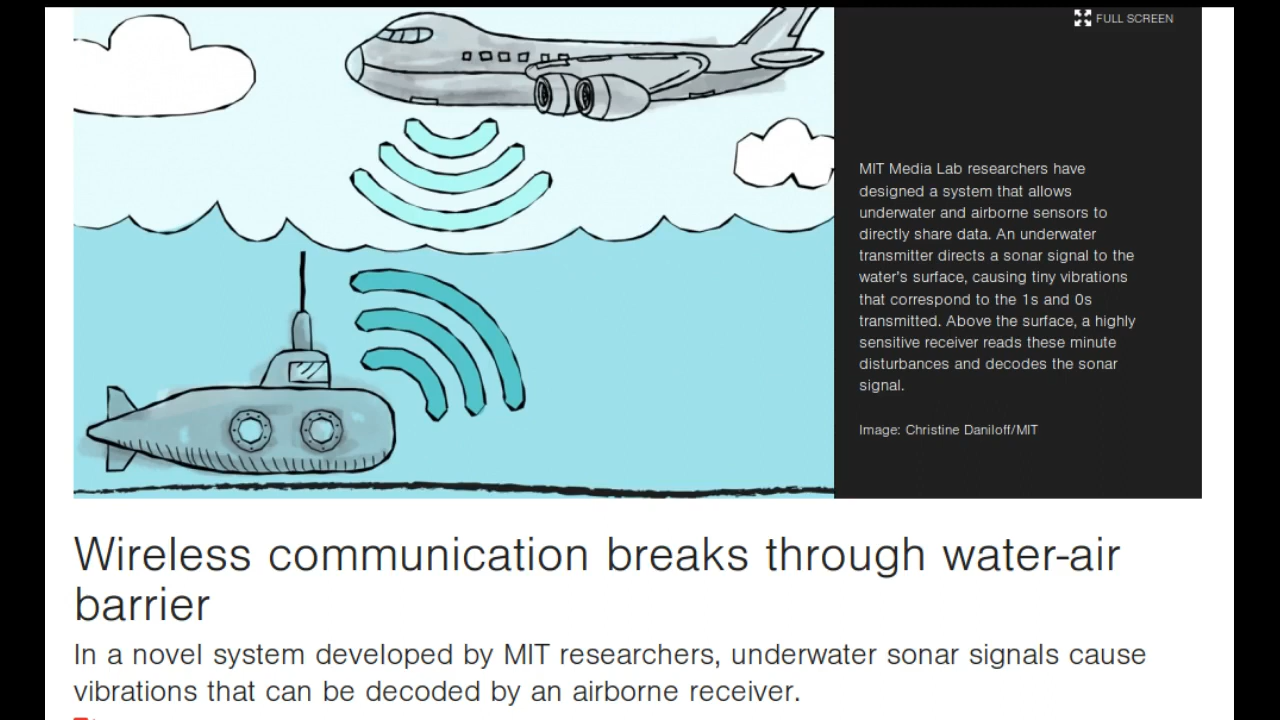 FULL SCREEN
MIT Media Lab researchers have
designed a system that allows
underwater and airborne sensors to
directly share data. An underwater
transmitter directs a sonar signal to the
water's surface, causing tiny vibrations
that correspond to the 1s and 0s
transmitted. Above the surface, a highly
sensitive receiver reads these minute
disturbances and decodes the sonar
signal.
Image: Christine Daniloff/MIT
Wireless communication breaks through water-air
barrier
In a novel system developed by MIT researchers, underwater sonar signals cause
vibrations that can be decoded by an airborne receiver.